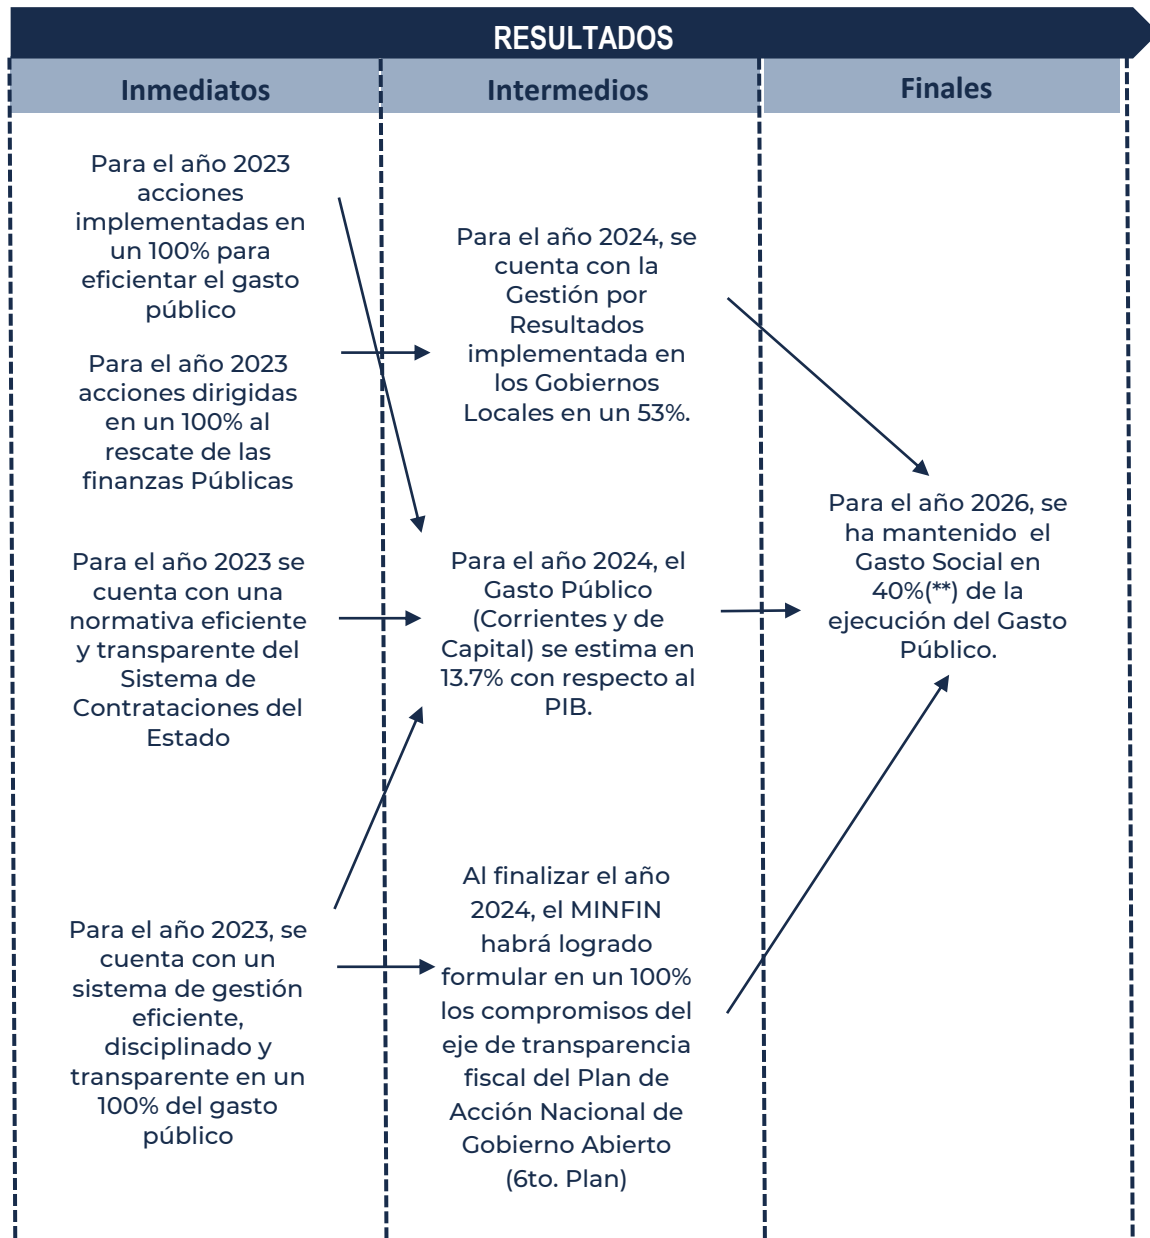 RESULTADOS
Inmediatos
Intermedios
Finales
Para el año 2023
acciones
implementadas en
un 100% para
eficientar el gasto
público
Para el año 2023
acciones dirigidas
en un 100% al
rescate de las
finanzas Públicas
Para el año 2023 se
cuenta con una
normativa eficiente
y transparente del
Sistema de
Contrataciones del
Estado
Para el año 2023, se
cuenta con un
sistema de gestión
eficiente,
disciplinado y
transparente en un
100% del gasto
público
Para el año 2024, se
cuenta con la
Gestión por
Resultados
implementada en
los Gobiernos
Locales en un 53%.
Para el año 2024, el
Gasto Público
(Corrientes y de
Capital) se estima en
13.7% con respecto al
PIB.
Al finalizar el año
2024, el MINFIN
habrá logrado
formular en un 100%
los compromisos del
eje de transparencia
fiscal del Plan de
Acción Nacional de
Gobierno Abierto
(6to. Plan)
Para el año 2026, se
ha mantenido el
Gasto Social en
40%(**) de la
ejecución del Gasto
Público.